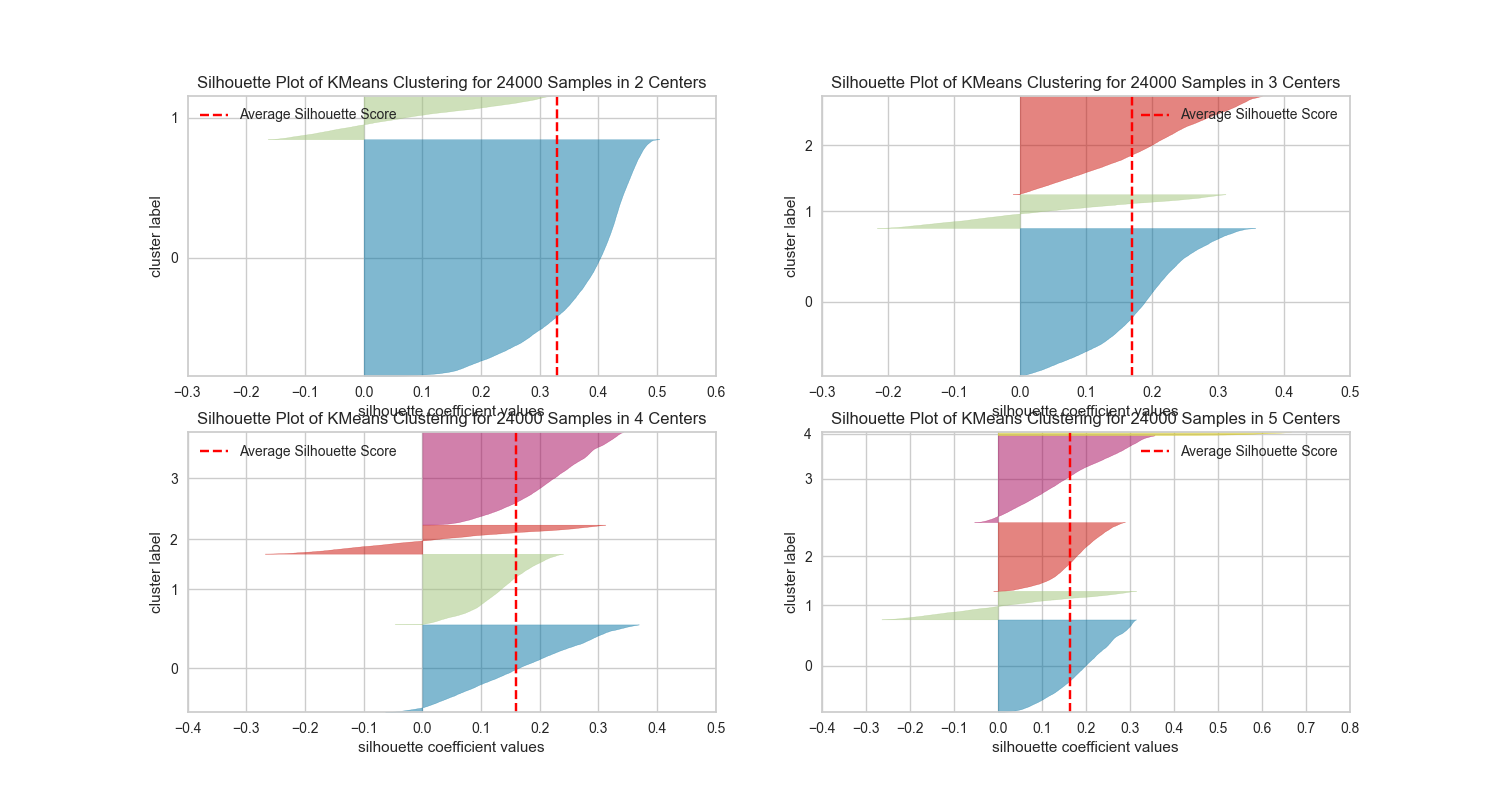 Silhouette Plot of KMeans Clustering for 24000 Samples in 2 Centers
Average Silhouette Score
cluster label
1
0
−0.3 −0.2 −0.1 0.0 0.1 0.2 0.3 0.4 0.5 0.6
silhouette coefficient values
Silhouette Plot of KMeans Clustering for 24000 Samples in 3 Centers
Average Silhouette Score
cluster label
2
1
0
−0.3 −0.2 −0.1 0.0 0.1 0.2 0.3 0.4 0.5
silhouette coefficient values
Silhouette Plot of KMeans Clustering for 24000 Samples in 4 Centers
Average Silhouette Score
cluster label
3
2
1
0
−0.4 −0.3 −0.2 −0.1 0.0 0.1 0.2 0.3 0.4 0.5
silhouette coefficient values
Silhouette Plot of KMeans Clustering for 24000 Samples in 5 Centers
Average Silhouette Score
cluster label
4
3
2
1
0
−0.4 −0.3 −0.2 −0.1 0.0 0.1 0.2 0.3 0.4 0.5 0.6 0.7 0.8
silhouette coefficient values